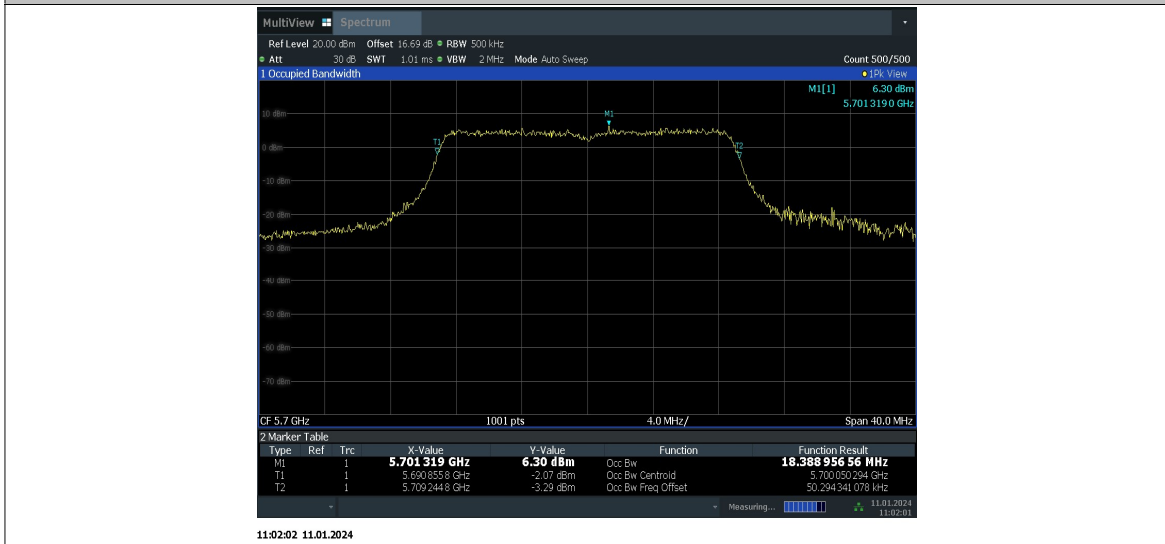 MultiView Spectrum
Ref Level 20.00 dBm Offset 16.69 dB RBW 500 kHz
Att 30 dB SWT 1.01 ms VBW 2 MHz Mode Auto Sweep Count 500/500
1 Occupied Bandwidth 1Pk View
M1[1] 6.30 dBm
5.701 319 0 GHz
10 dBm
M1
0 dBm
T1
T2
-10 dBm
-20 dBm
-30 dBm
-40 dBm
-50 dBm
-60 dBm
-70 dBm
CF 5.7 GHz 1001 pts 4.0 MHz/ Span 40.0 MHz
2 Marker Table
Type Ref Trc X-Value Y-Value Function Function Result
M1 1 5.701 319 GHz 6.30 dBm Occ Bw 18.388 956 56 MHz
T1 1 5.690 855 8 GHz -2.07 dBm Occ Bw Centroid 5.700 050 294 GHz
T2 1 5.709 244 8 GHz -3.29 dBm Occ Bw Freq Offset 50.294 341 078 kHz
Measuring... 11.01.2024
11:02:01
11:02:02 11.01.2024